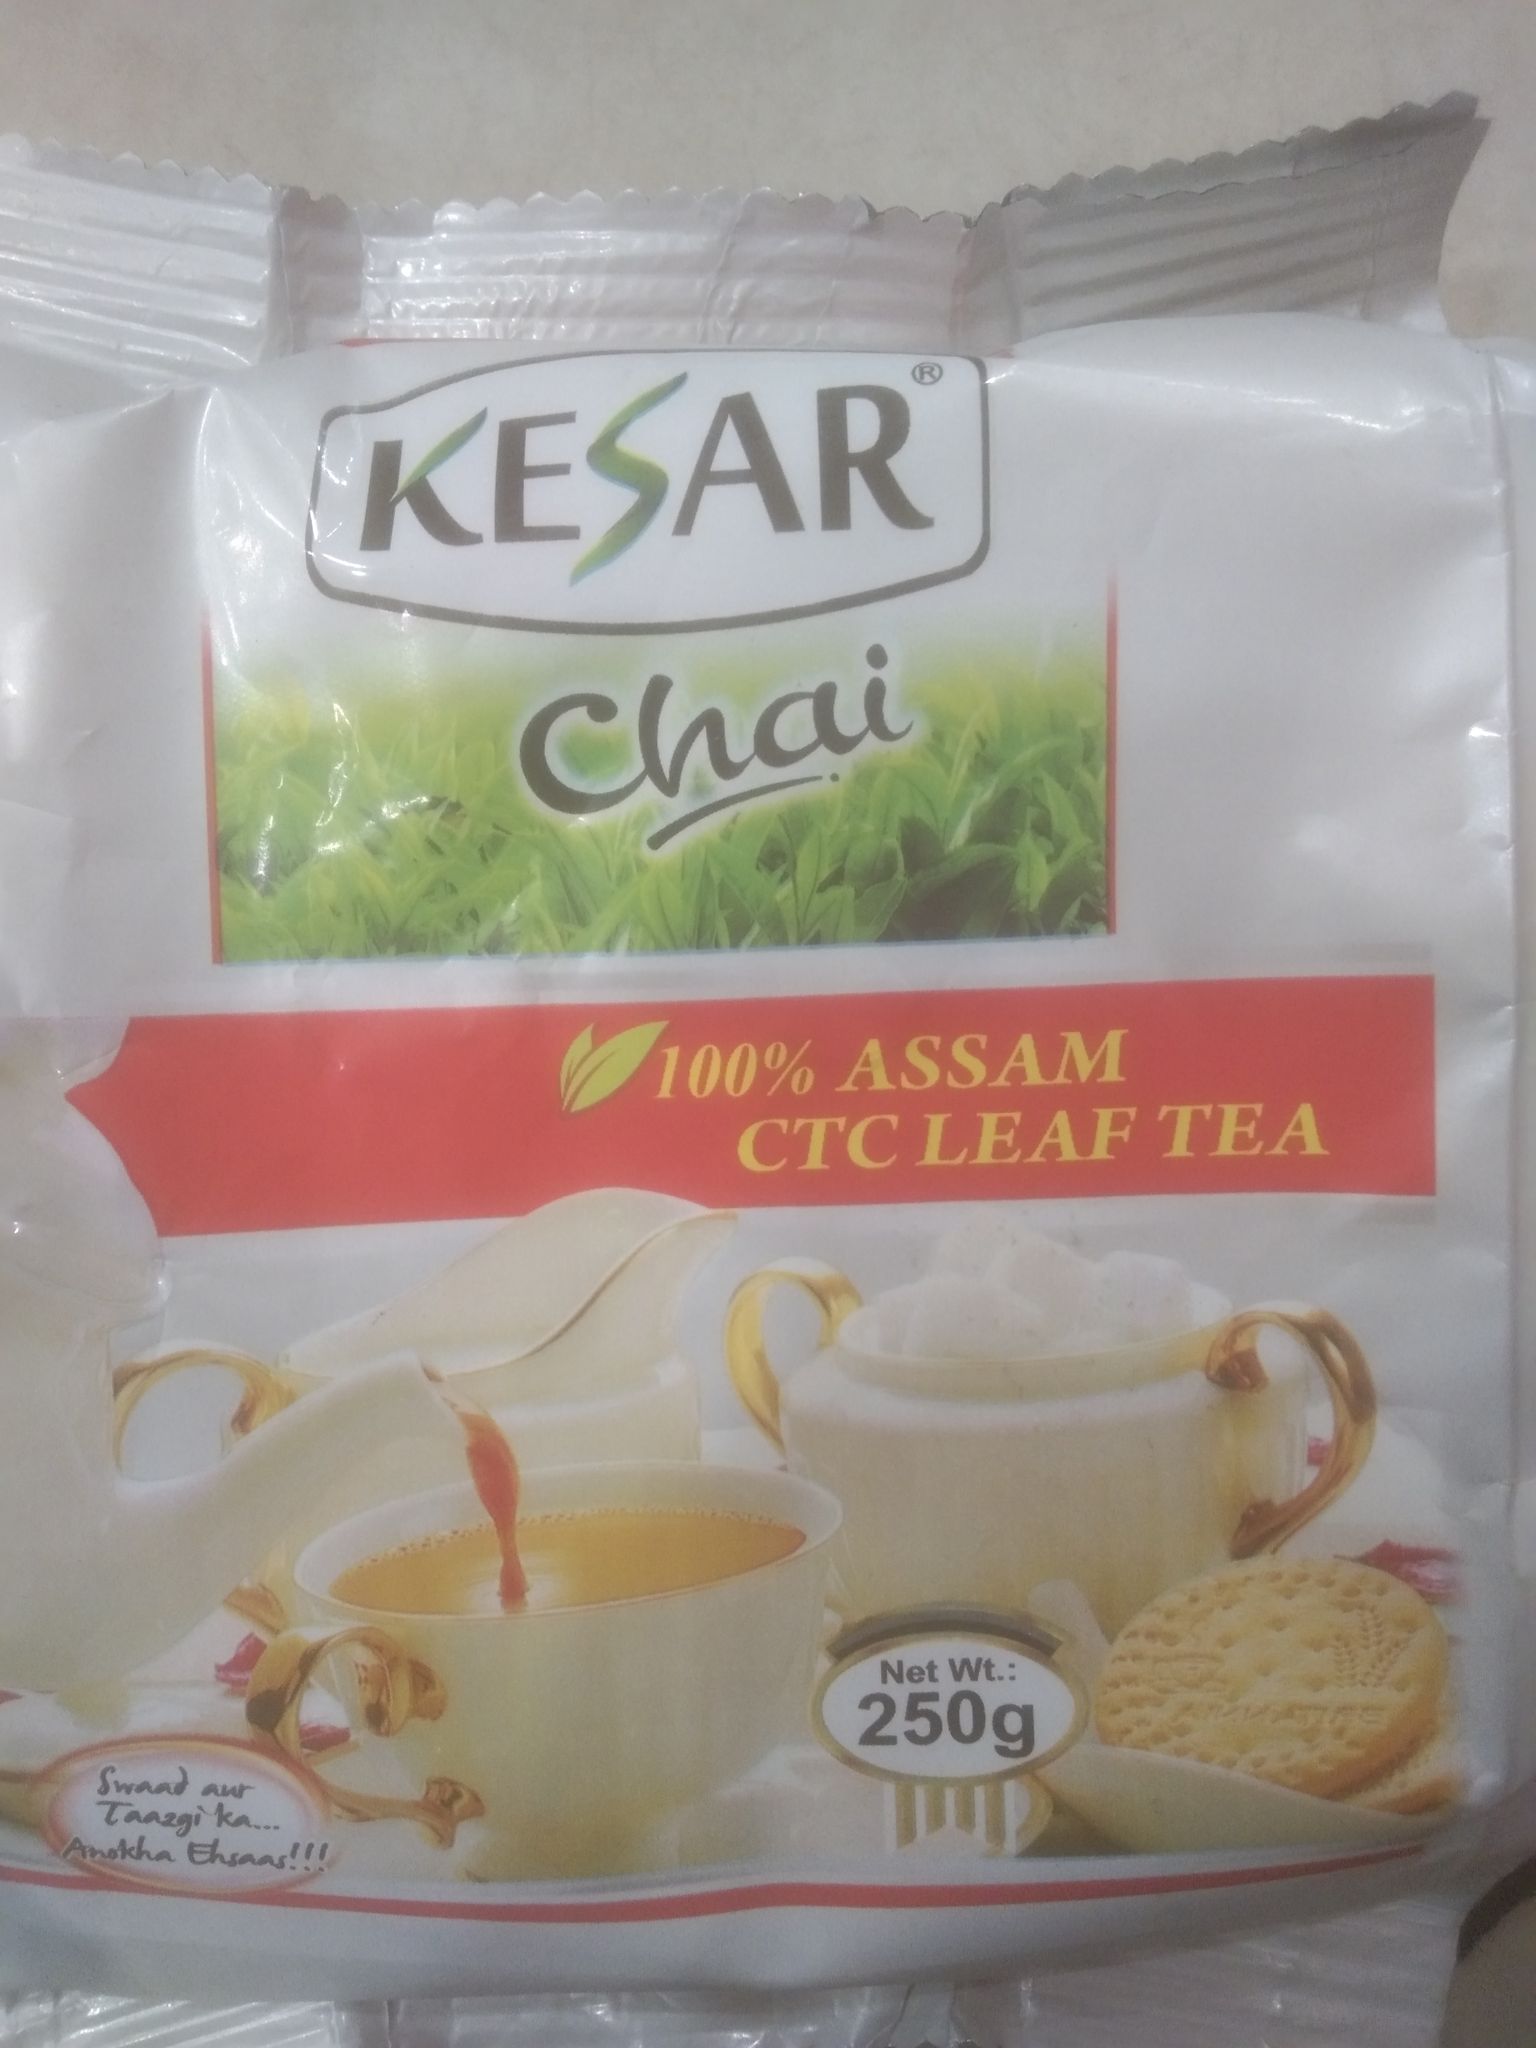 KESAR®
Chai
100% ASSAM
CTC LEAF TEA
Net Wt.:
250g
Swaad aur
Taazgi ka...
Anokha Ehsaas!!!